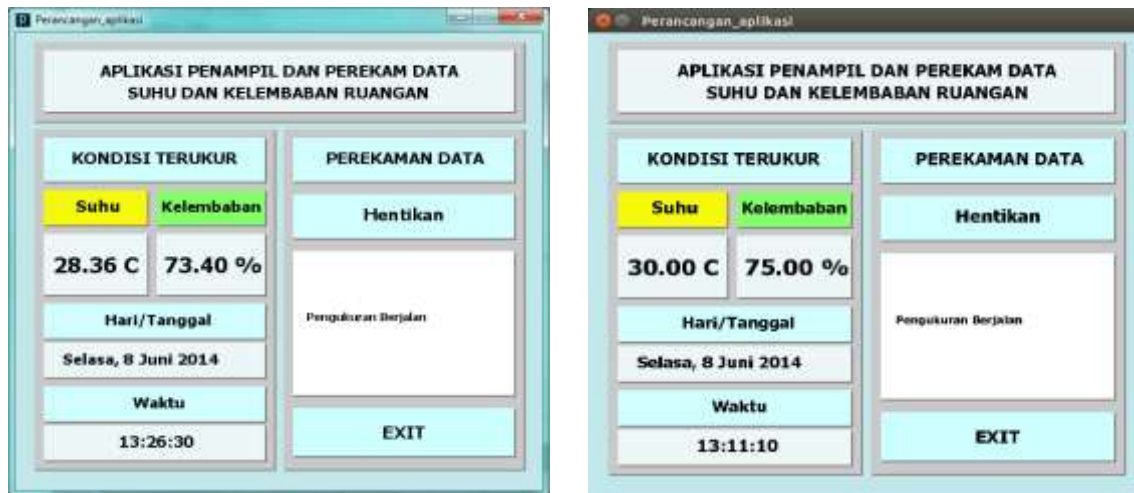 Perancangan_aplikasi
APLIKASI PENAMPIL DAN PEREKAM DATA
SUHU DAN KELEMBABAN RUANGAN
KONDISI TERUKUR
PEREKAMAN DATA
Suhu
Kelembaban
Hentikan
28.36 C
73.40 %
Hari/Tanggal
Pengukuran Berjalan
Selasa, 8 Juni 2014
Waktu
13:26:30
EXIT
Perancangan_aplikasi
APLIKASI PENAMPIL DAN PEREKAM DATA
SUHU DAN KELEMBABAN RUANGAN
KONDISI TERUKUR
PEREKAMAN DATA
Suhu
Kelembaban
Hentikan
30.00 C
75.00 %
Hari/Tanggal
Pengukuran Berjalan
Selasa, 8 Juni 2014
Waktu
13:11:10
EXIT